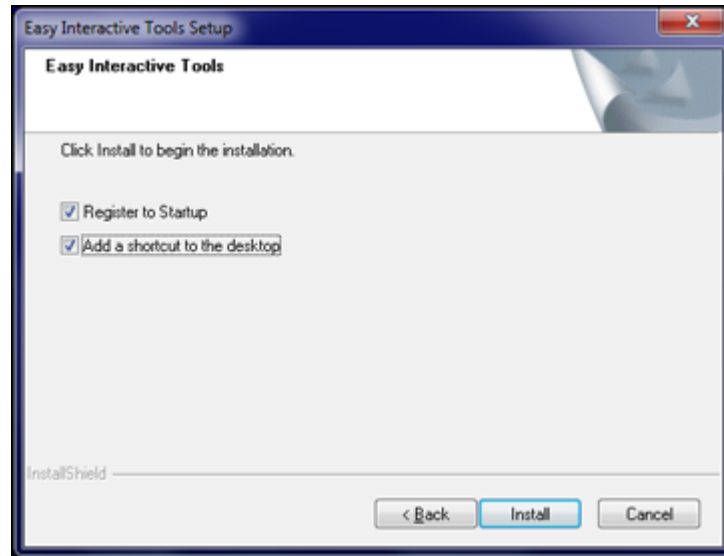 Easy Interactive Tools Setup
Easy Interactive Tools
Click Install to begin the installation.
Register to Startup
Add a shortcut to the desktop
InstallShield
< Back Install Cancel